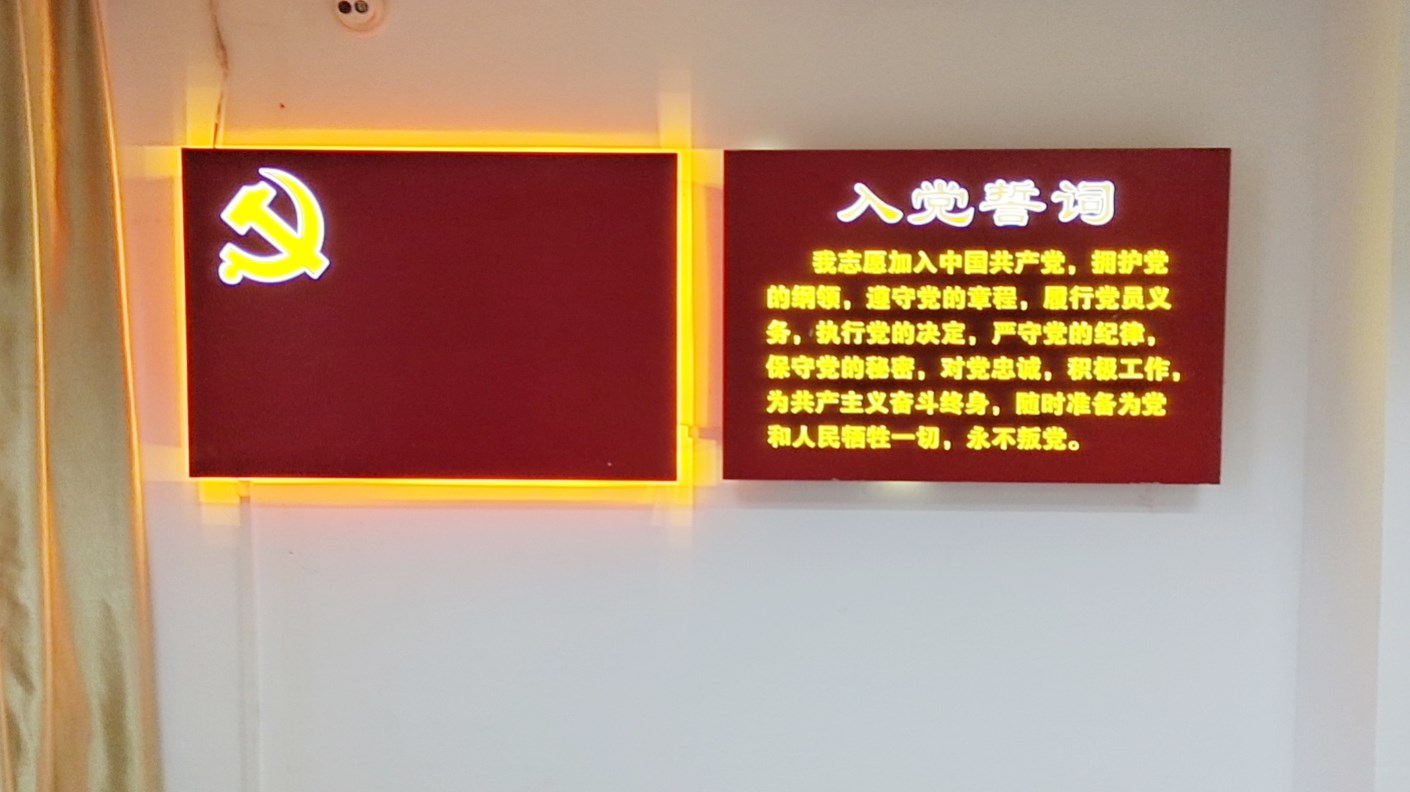 入党誓词
我志愿加入中国共产党，拥护党
的纲领，遵守党的章程，履行党员义
务，执行党的决定，严守党的纪律，
保守党的秘密，对党忠诚，积极工作，
为共产主义奋斗终身，随时准备为党
和人民牺牲一切，永不叛党。